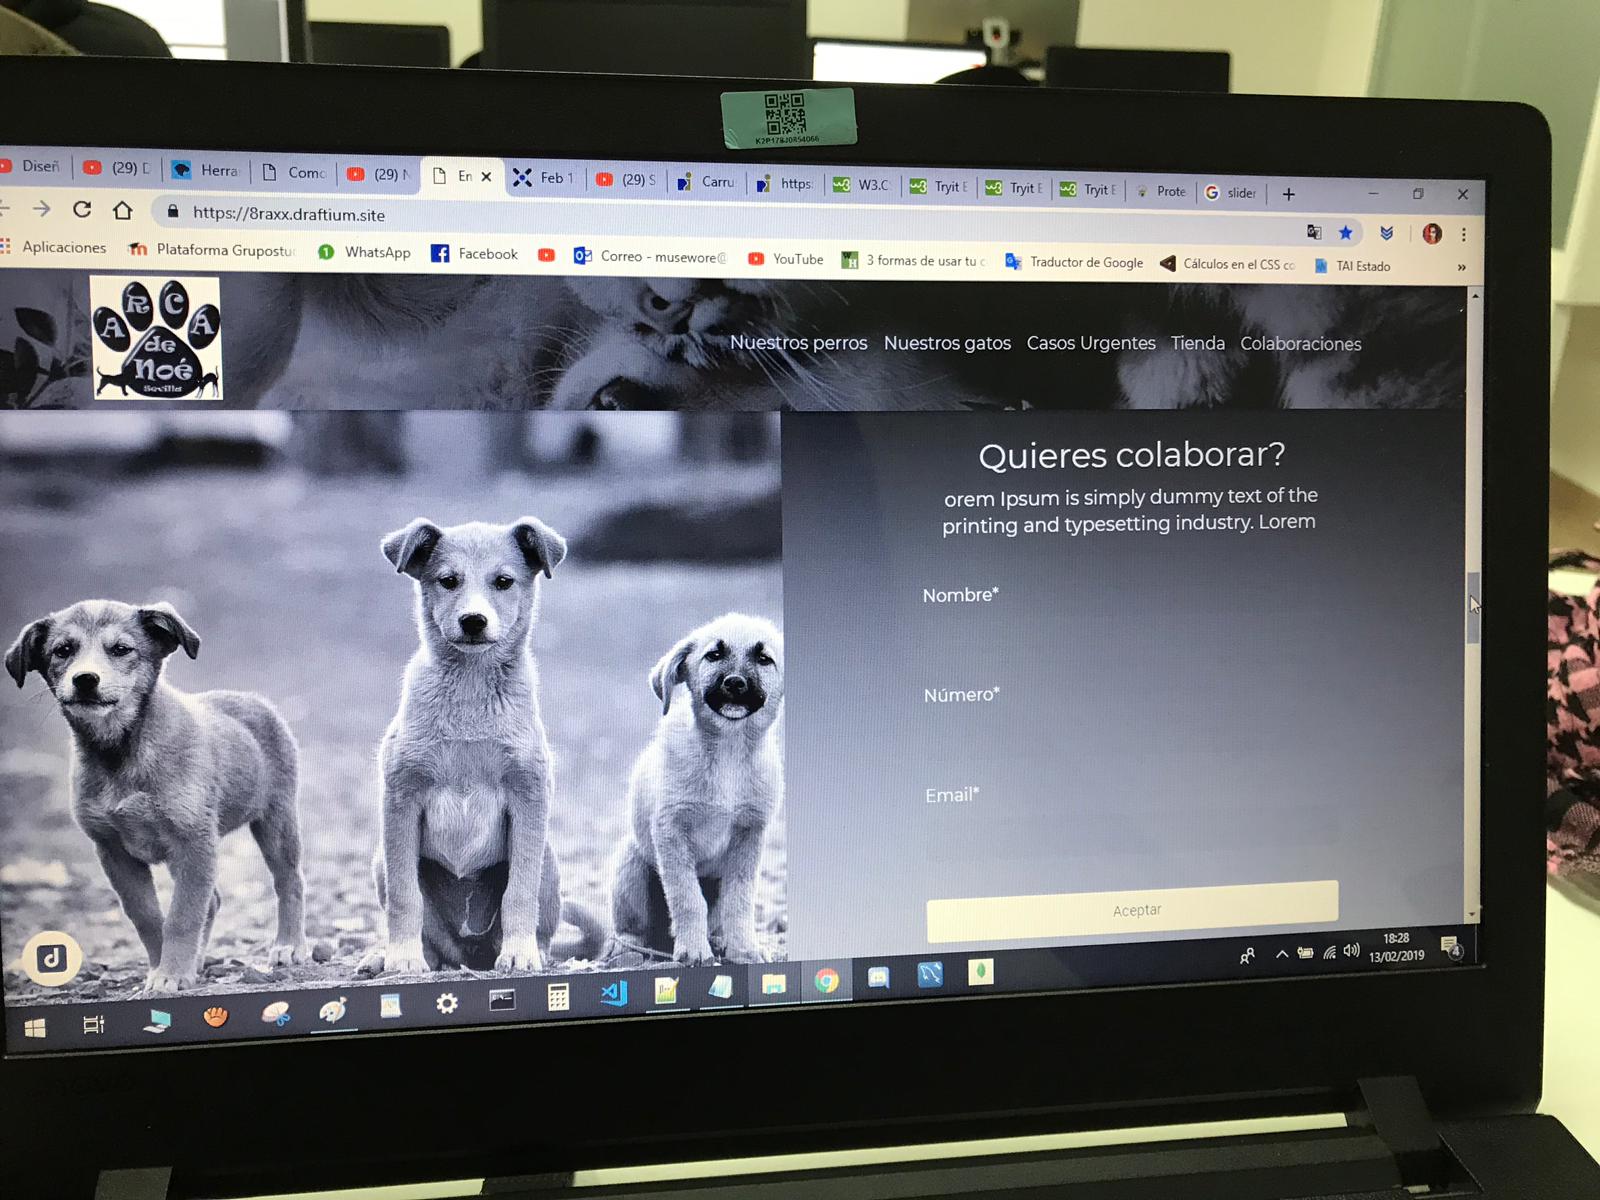 K2P178J0854066
Diseñ
(29) D
Herra
Como
(29) N
En
Feb 1
(29) S
Carru
https:
W3.C
Tryit E
Tryit E
Tryit E
Prote
slider
https://8raxx.draftium.site
Aplicaciones
Plataforma Grupostu
WhatsApp
Facebook
Correo - musewore@
YouTube
3 formas de usar tu c
Traductor de Google
Cálculos en el CSS co
TAI Estado
»
ARCA
de
Noé
Sevilla
Nuestros perros
Nuestros gatos
Casos Urgentes
Tienda
Colaboraciones
Quieres colaborar?
orem Ipsum is simply dummy text of the
printing and typesetting industry. Lorem
Nombre*
Número*
Email*
Aceptar
d
18:28
13/02/2019
4